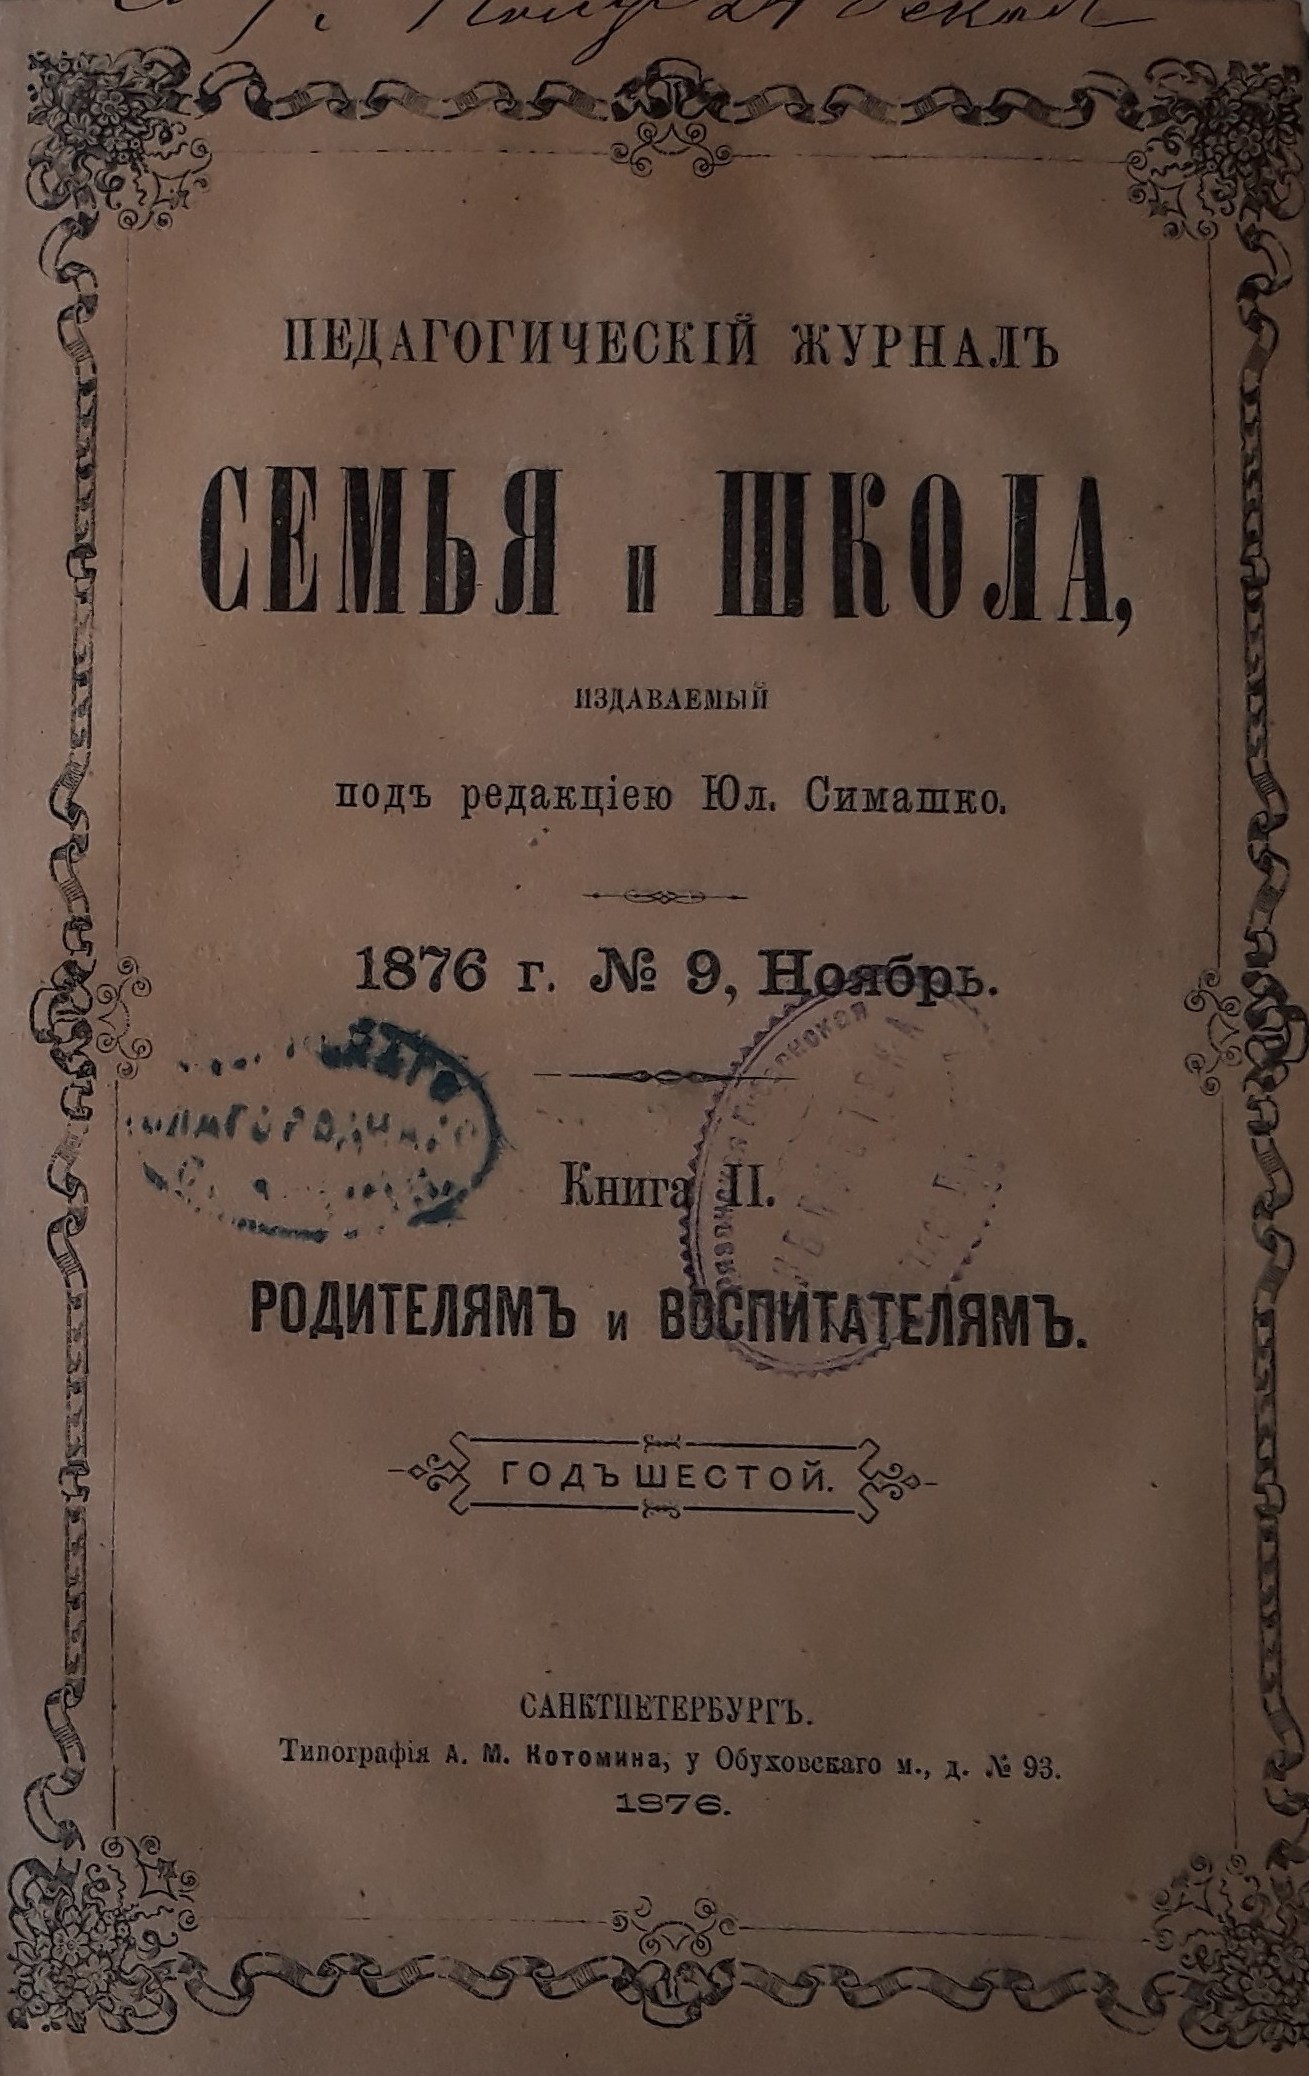 24
ПЕДАГОГИЧЕСКІЙ ЖУРНАЛЪ
СЕМЬЯ и ШКОЛА,
ИЗДАВАЕМЫЙ
подъ редакціею Юл. Симашко.
1876 г. № 9, Ноябрь.
Книга II.
РОДИТЕЛЯМЪ и ВОСПИТАТЕЛЯМЪ.
ГОДЪ ШЕСТОЙ.
САНКТПЕТЕРБУРГЪ.
Типографія А. М. Котомина, у Обуховскаго м., д. № 93.
1876.